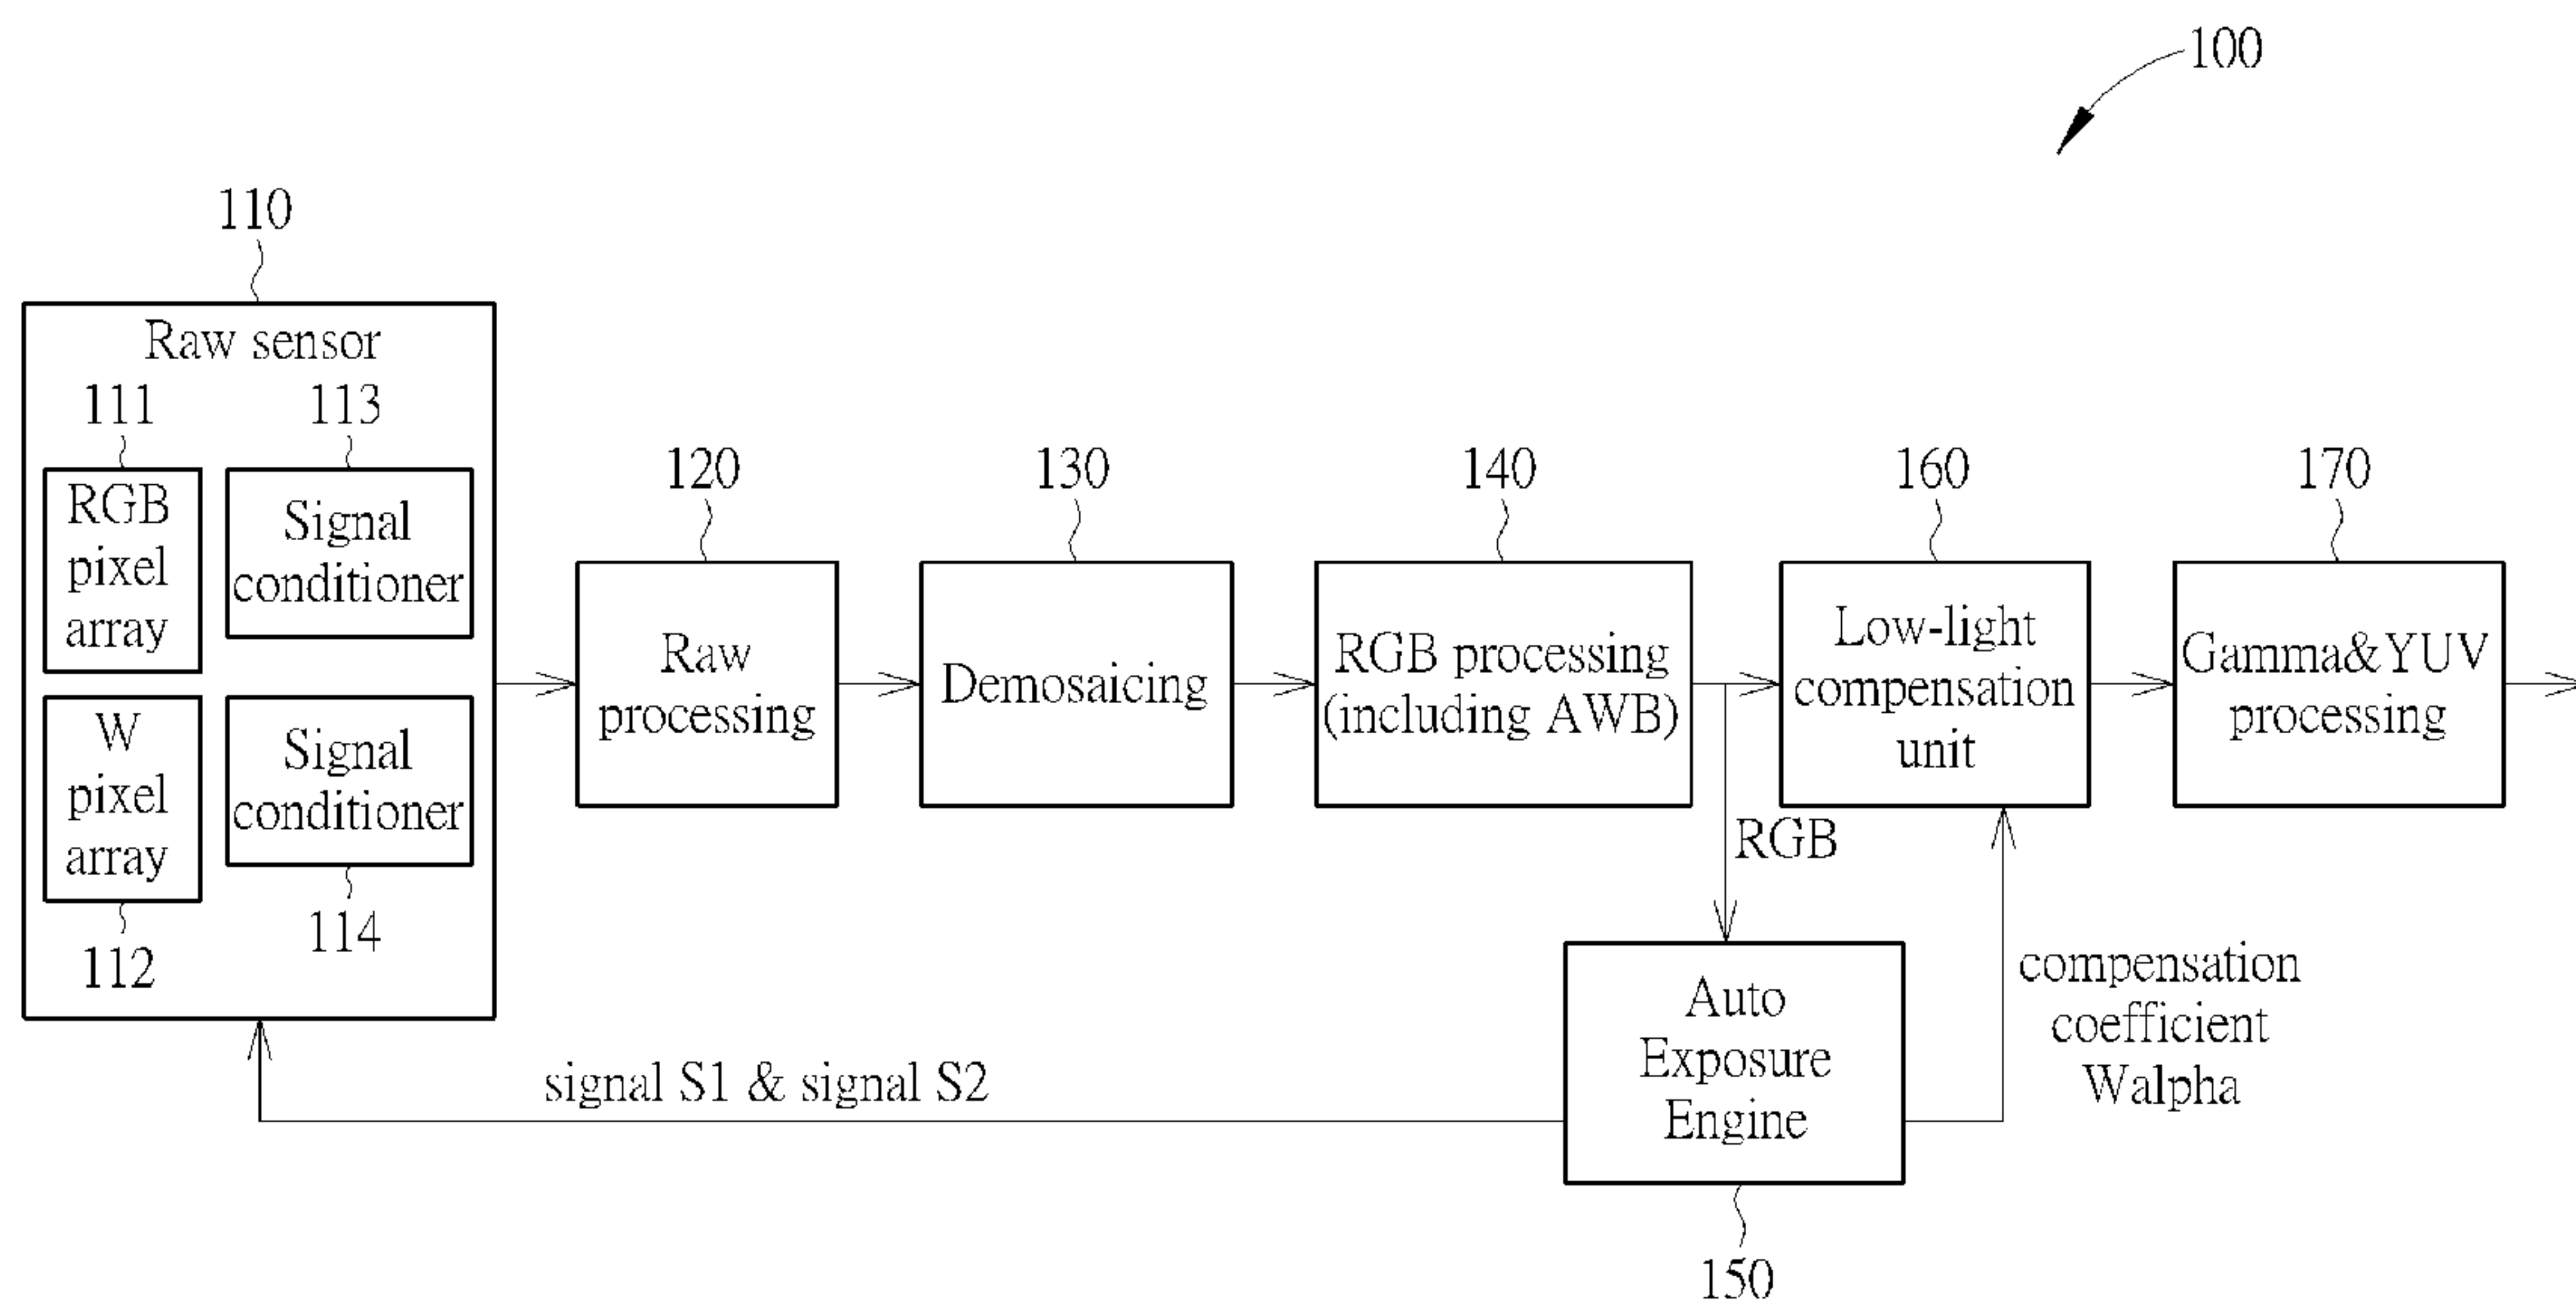 100
110
Raw sensor
111
113
RGB
pixel
array
Signal
conditioner
W
pixel
array
Signal
conditioner
112
114
120
Raw
processing
130
Demosaicing
140
RGB processing
(including AWB)
160
Low-light
compensation
unit
170
Gamma&YUV
processing
RGB
Auto
Exposure
Engine
150
compensation
coefficient
Walpha
signal S1 & signal S2